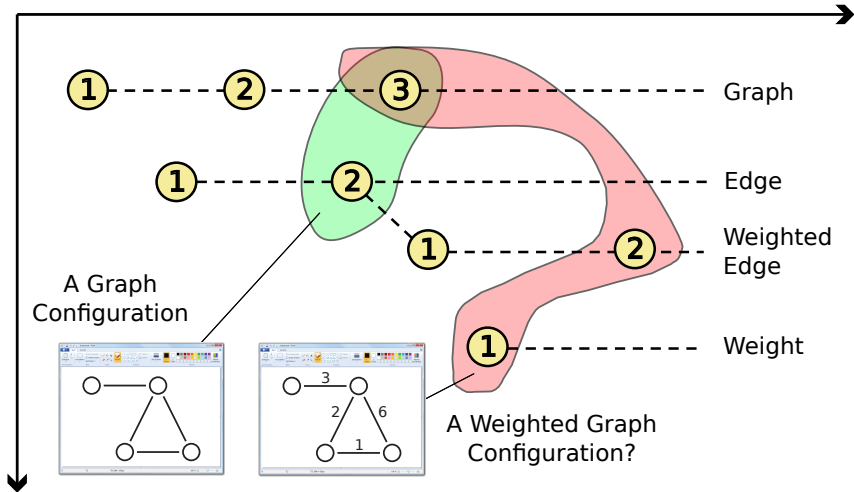 1 2 3 Graph
1 2 Edge
1 2 Weighted
Edge
A Graph
Configuration
1 Weight
3
2 6
1
A Weighted Graph
Configuration?